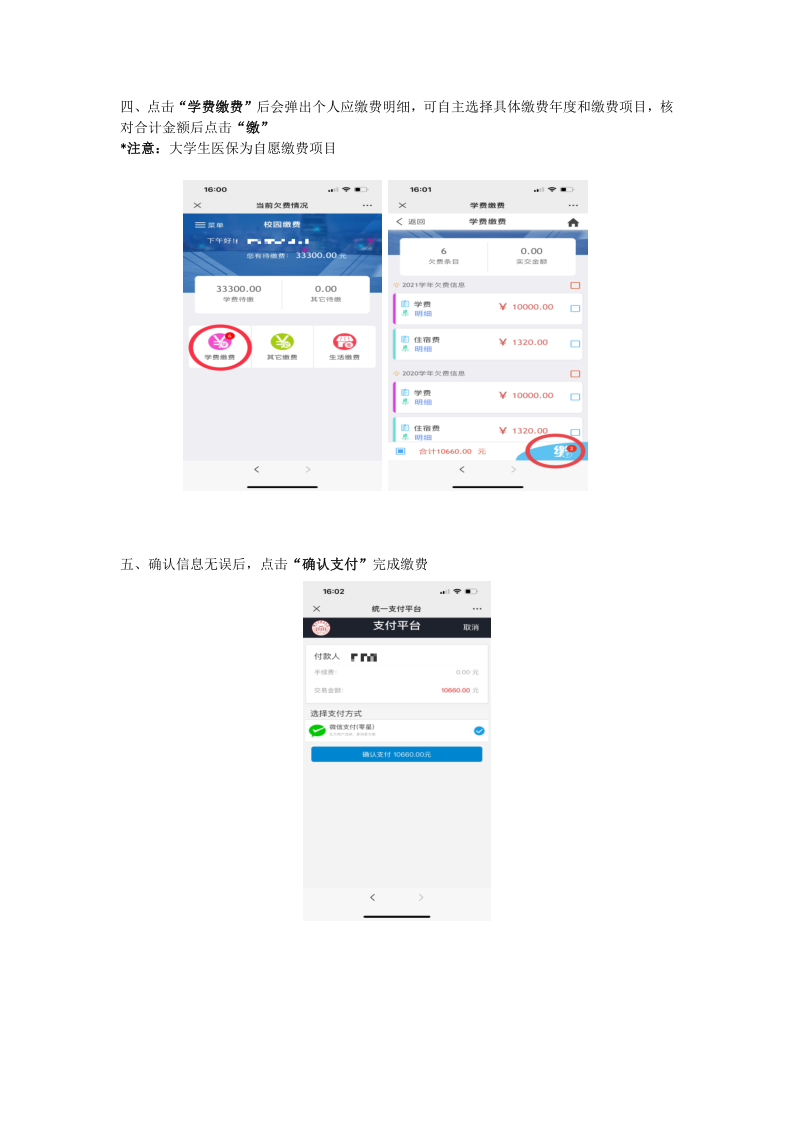 四、点击“学费缴费”后会弹出个人应缴费明细，可自主选择具体缴费年度和缴费项目，核
对合计金额后点击“缴”
*注意：大学生医保为自愿缴费项目
16:00
当前欠费情况
菜单 校园缴费
下午好!
您有待缴费： 33300.00 元
33300.00 0.00
学费待缴 其它待缴
学费缴费 其它缴费 生活缴费
16:01
学费缴费
返回 学费缴费
6 0.00
欠费条目 实交金额
2021学年欠费信息
学费 ¥ 10000.00
明细
住宿费 ¥ 1320.00
明细
2020学年欠费信息
学费 ¥ 10000.00
明细
住宿费 ¥ 1320.00
明细
合计10660.00 元 缴
五、确认信息无误后，点击“确认支付”完成缴费
16:02
统一支付平台
支付平台 取消
付款人
手续费： 0.00 元
交易金额： 10660.00 元
选择支付方式
微信支付(零星)
确认支付 10660.00元